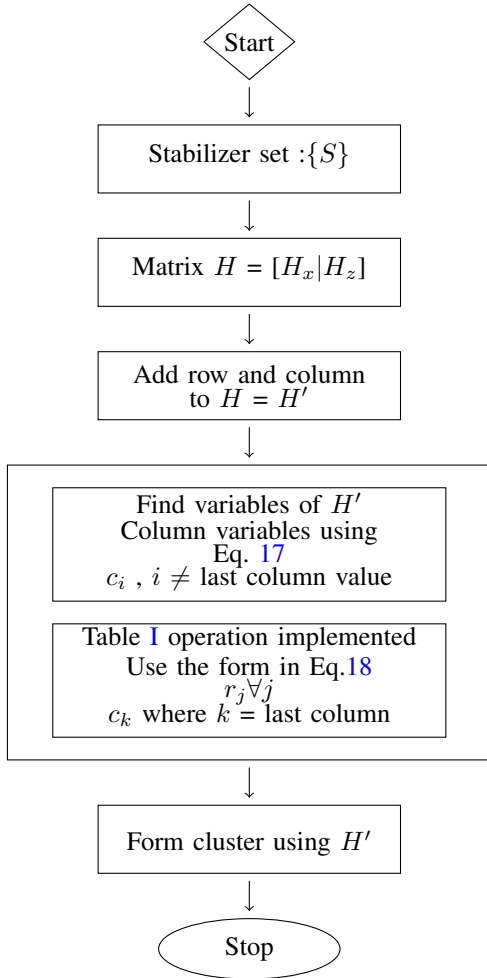 Start
Stabilizer set :{S}
Matrix H = [H_x|H_z]
Add row and column
to H = H′
Find variables of H′
Column variables using
Eq. 17
c_i , i ≠ last column value
Table I operation implemented
Use the form in Eq.18
r_j∀j
c_k where k = last column
Form cluster using H′
Stop